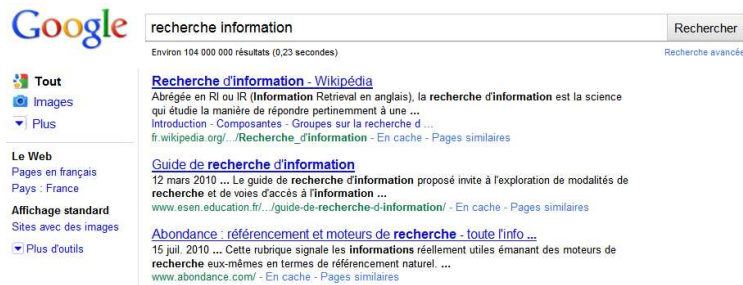 Google
recherche information
Rechercher
Environ 104 000 000 résultats (0,23 secondes)
Recherche avancée
Tout
Images
Plus
Le Web
Pages en français
Pays : France
Affichage standard
Sites avec des images
Plus d'outils
Recherche d'information - Wikipédia
Abrégée en RI ou IR (Information Retrieval en anglais), la recherche d'information est la science
qui étudie la manière de répondre pertinemment à une ...
Introduction - Composantes - Groupes sur la recherche d ...
fr.wikipedia.org/.../Recherche_d'information - En cache - Pages similaires
Guide de recherche d'information
12 mars 2010 ... Le guide de recherche d'information proposé invite à l'exploration de modalités de
recherche et de voies d'accès à l'information ...
www.esen.education.fr/.../guide-de-recherche-d-information/ - En cache - Pages similaires
Abondance : référencement et moteurs de recherche - toute l'info ...
15 juil. 2010 ... Cette rubrique signale les informations réellement utiles émanant des moteurs de
recherche eux-mêmes en termes de référencement naturel. ...
www.abondance.com/ - En cache - Pages similaires